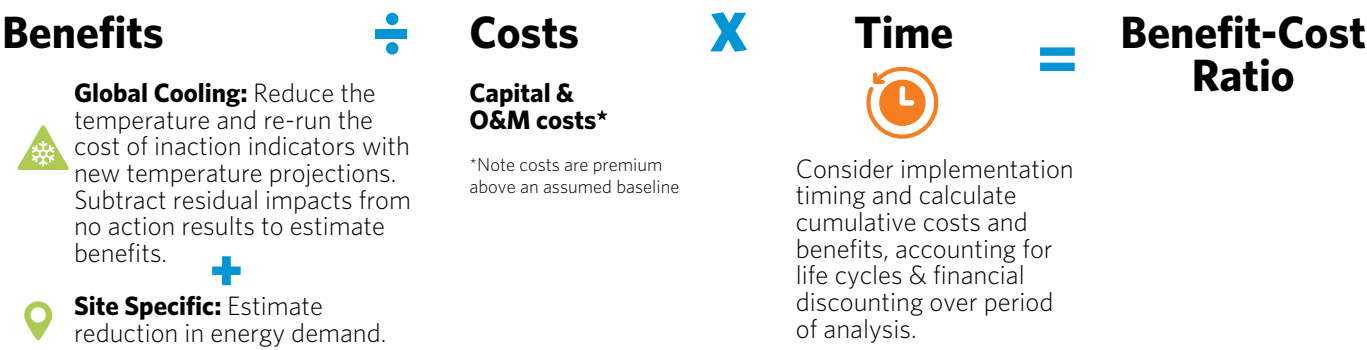 Benefits
÷
Costs
X
Time
=
Benefit-Cost
Ratio
Global Cooling: Reduce the
temperature and re-run the
cost of inaction indicators with
new temperature projections.
Subtract residual impacts from
no action results to estimate
benefits.
+
Site Specific: Estimate
reduction in energy demand.
Capital &
O&M costs*
*Note costs are premium
above an assumed baseline
Consider implementation
timing and calculate
cumulative costs and
benefits, accounting for
life cycles & financial
discounting over period
of analysis.